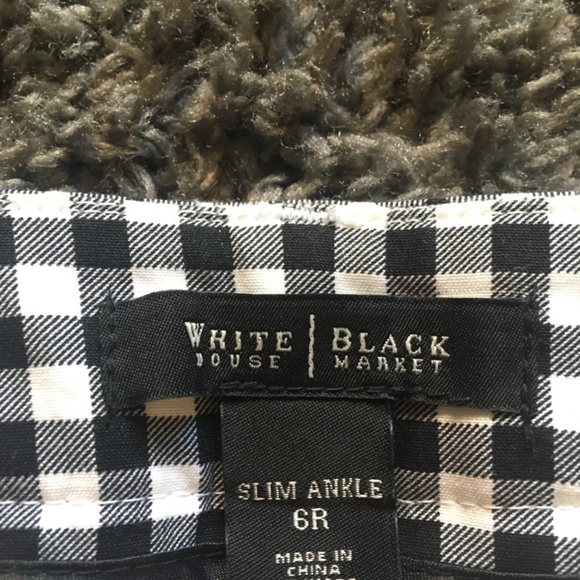 WHITE | BLACK
HOUSE | MARKET
SLIM ANKLE
6R
MADE IN
CHINA